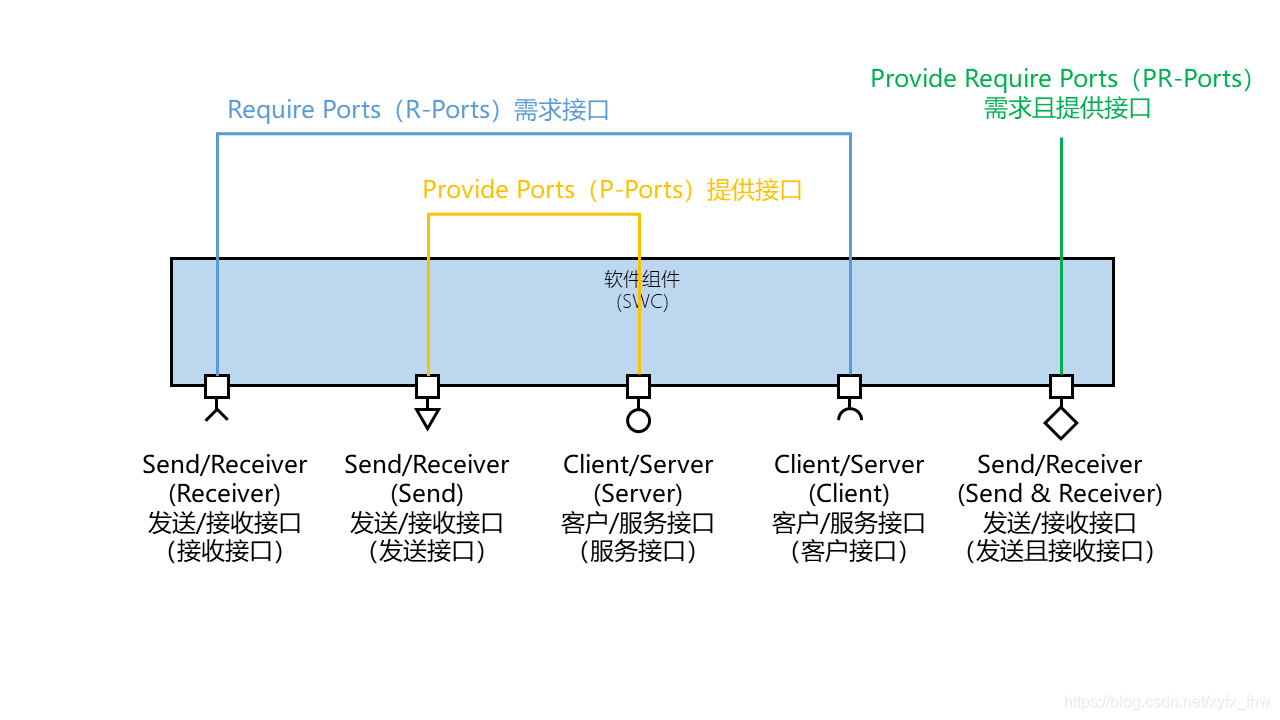 Provide Require Ports（PR-Ports）
需求且提供接口
Require Ports（R-Ports）需求接口
Provide Ports（P-Ports）提供接口
软件组件
(SWC)
Send/Receiver
(Receiver)
发送/接收接口
（接收接口）
Send/Receiver
(Send)
发送/接收接口
（发送接口）
Client/Server
(Server)
客户/服务接口
（服务接口）
Client/Server
(Client)
客户/服务接口
（客户接口）
Send/Receiver
(Send & Receiver)
发送/接收接口
（发送且接收接口）
https://blog.csdn.net/xyfx_fhw